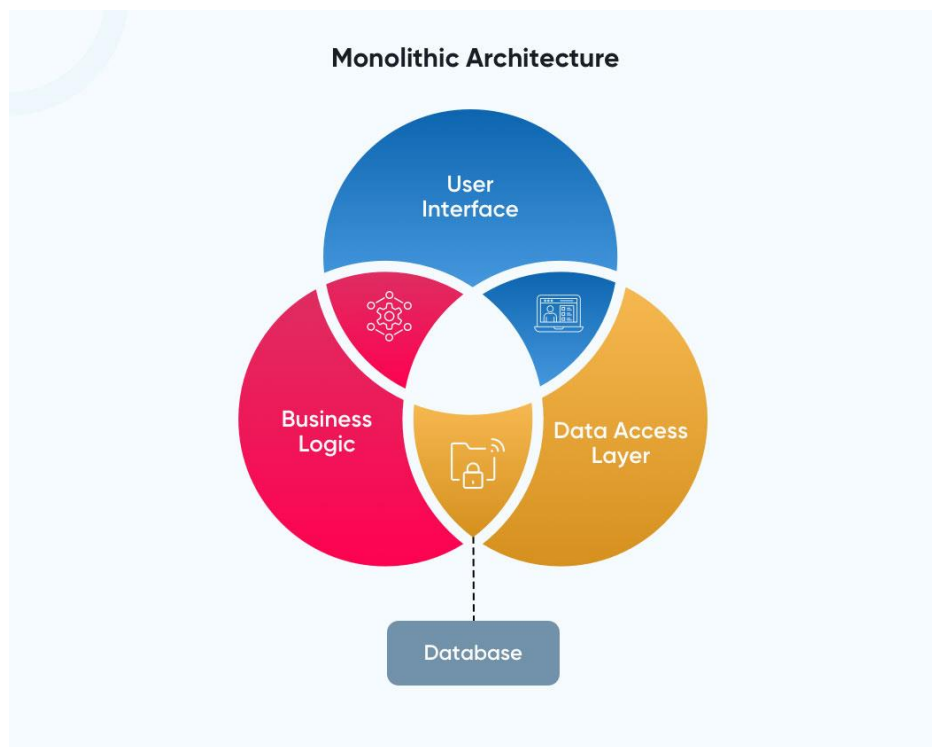 Monolithic Architecture
User
Interface
Business
Logic
Data Access
Layer
Database